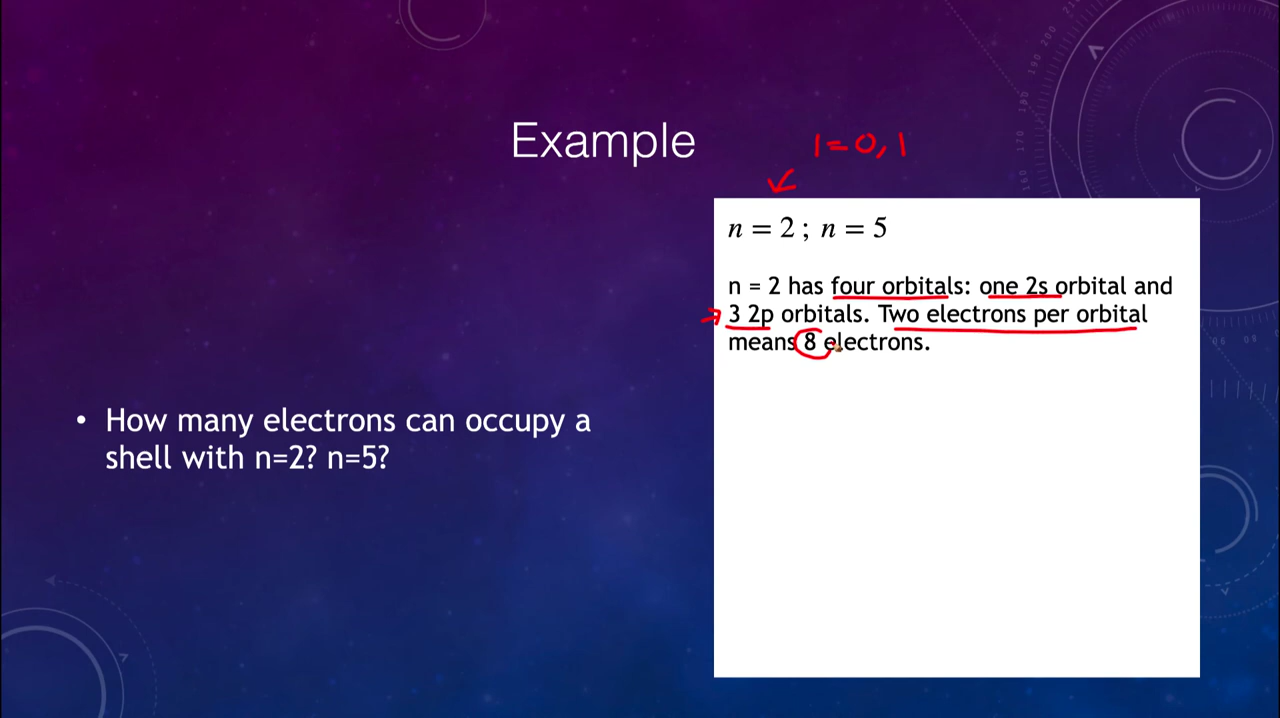 Example
l = 0, 1
n = 2 ; n = 5
n = 2 has four orbitals: one 2s orbital and
3 2p orbitals. Two electrons per orbital
means 8 electrons.
• How many electrons can occupy a
shell with n=2? n=5?